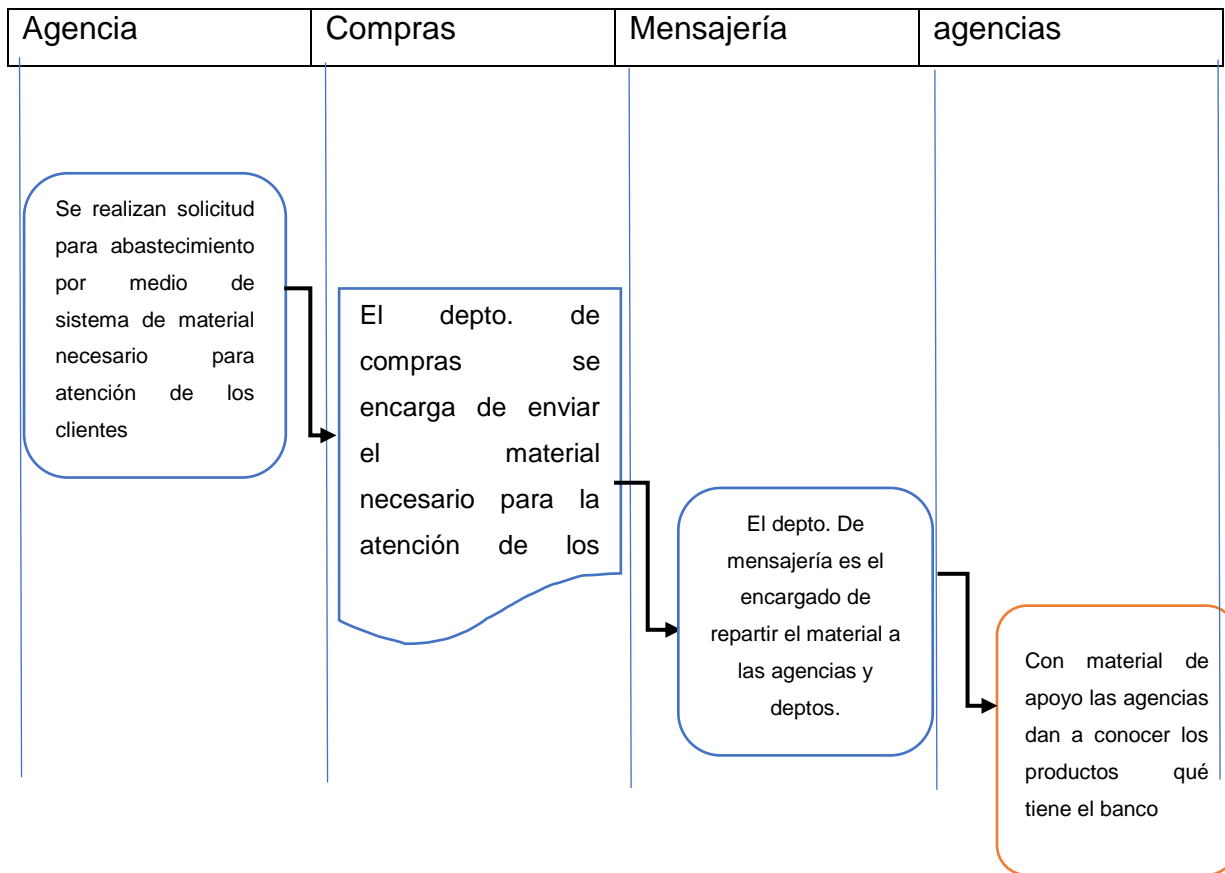 Agencia Compras Mensajería agencias
Se realizan solicitud
para abastecimiento
por medio de
sistema de material
necesario para
atención de los
clientes
El depto. de
compras se
encarga de enviar
el material
necesario para la
atención de los
El depto. De
mensajería es el
encargado de
repartir el material a
las agencias y
deptos.
Con material de
apoyo las agencias
dan a conocer los
productos qué
tiene el banco